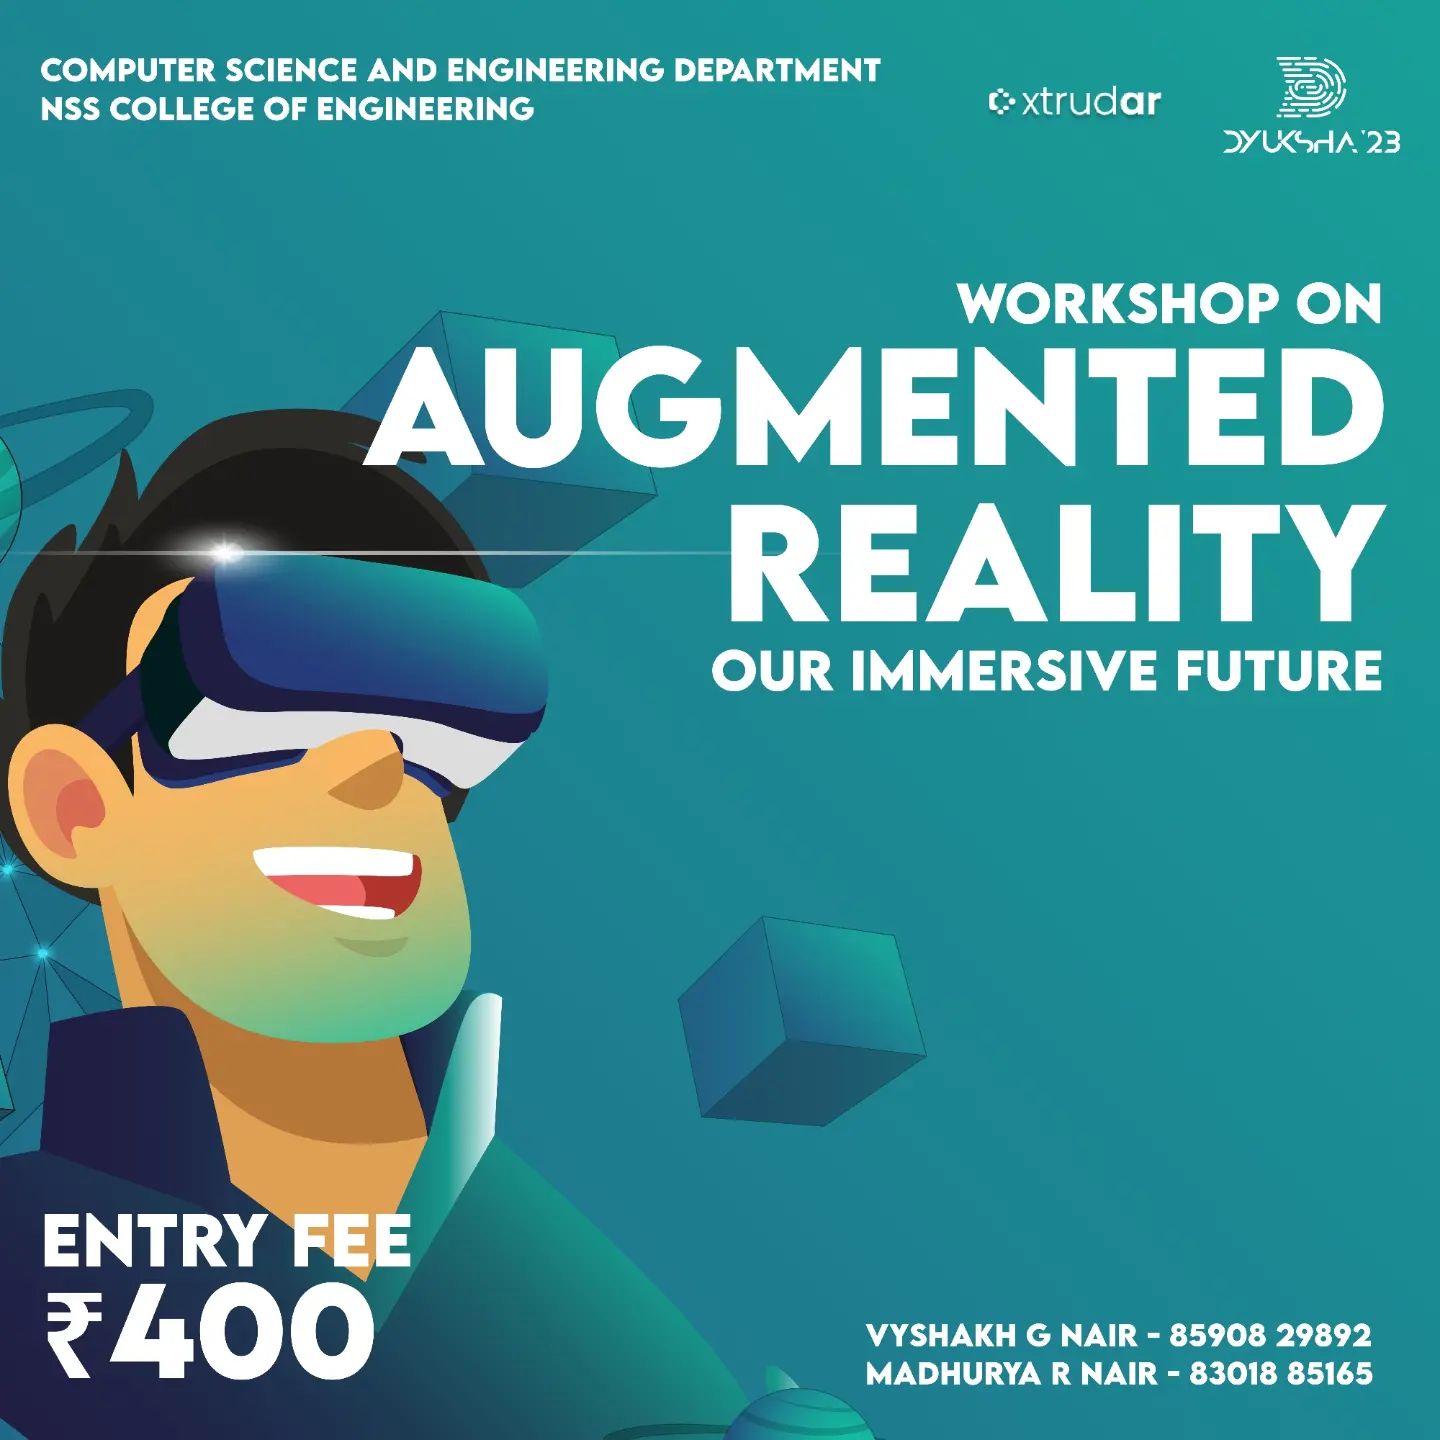 COMPUTER SCIENCE AND ENGINEERING DEPARTMENT
NSS COLLEGE OF ENGINEERING
xtrudar
DYUKSHA'23
WORKSHOP ON
AUGMENTED
REALITY
OUR IMMERSIVE FUTURE
ENTRY FEE
₹400
VYSHAKH G NAIR - 85908 29892
MADHURYA R NAIR - 83018 85165